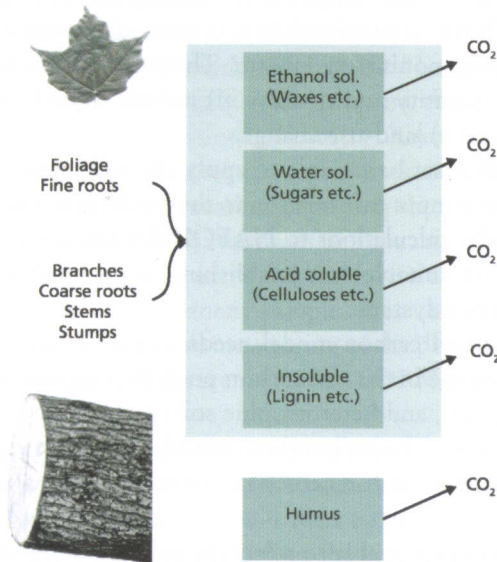 CO₂
Ethanol sol.
(Waxes etc.)
CO₂
Water sol.
(Sugars etc.)
Foliage
Fine roots
CO₂
Acid soluble
(Celluloses etc.)
Branches
Coarse roots
Stems
Stumps
CO₂
Insoluble
(Lignin etc.)
CO₂
Humus